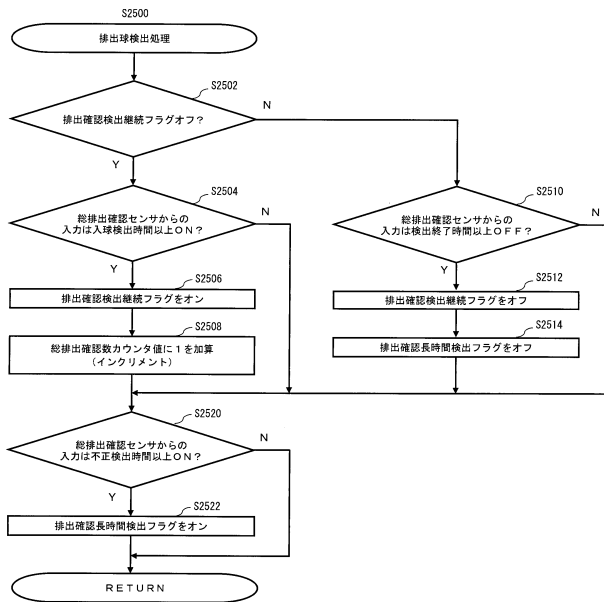 S2500
排出球検出処理
S2502
排出確認検出継続フラグオフ？
N
Y
S2504
総排出確認センサからの
入力は入球検出時間以上ＯＮ？
N
Y
S2510
総排出確認センサからの
入力は検出終了時間以上ＯＦＦ？
N
Y
S2506
排出確認検出継続フラグをオン
S2512
排出確認検出継続フラグをオフ
S2508
総排出確認数カウンタ値に１を加算
（インクリメント）
S2514
排出確認長時間検出フラグをオフ
S2520
総排出確認センサからの
入力は不正検出時間以上ＯＮ？
N
Y
S2522
排出確認長時間検出フラグをオン
ＲＥＴＵＲＮ